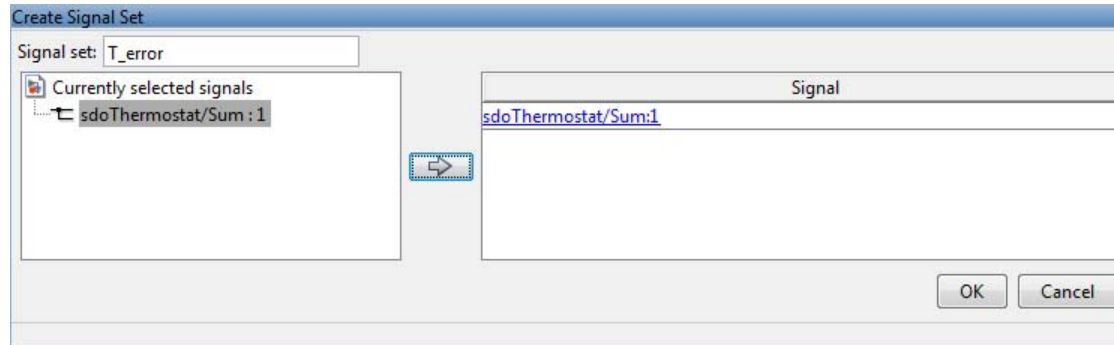 Create Signal Set
Signal set: T_error
Currently selected signals
sdoThermostat/Sum : 1
Signal
sdoThermostat/Sum:1
OK Cancel